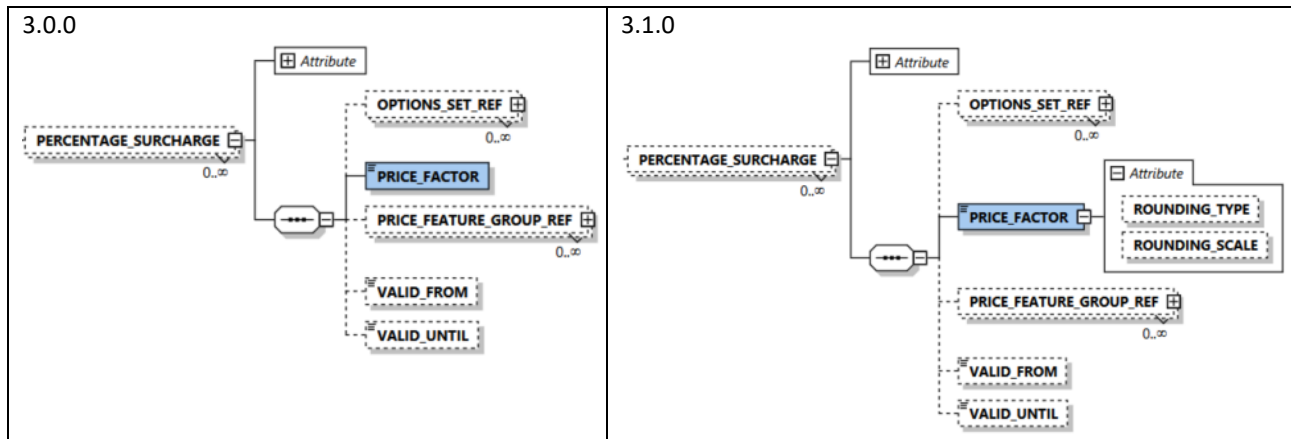 3.0.0
Attribute
OPTIONS_SET_REF
0..∞
PERCENTAGE_SURCHARGE
0..∞
PRICE_FACTOR
PRICE_FEATURE_GROUP_REF
0..∞
VALID_FROM
VALID_UNTIL
3.1.0
Attribute
OPTIONS_SET_REF
0..∞
PERCENTAGE_SURCHARGE
0..∞
Attribute
PRICE_FACTOR
ROUNDING_TYPE
ROUNDING_SCALE
PRICE_FEATURE_GROUP_REF
0..∞
VALID_FROM
VALID_UNTIL